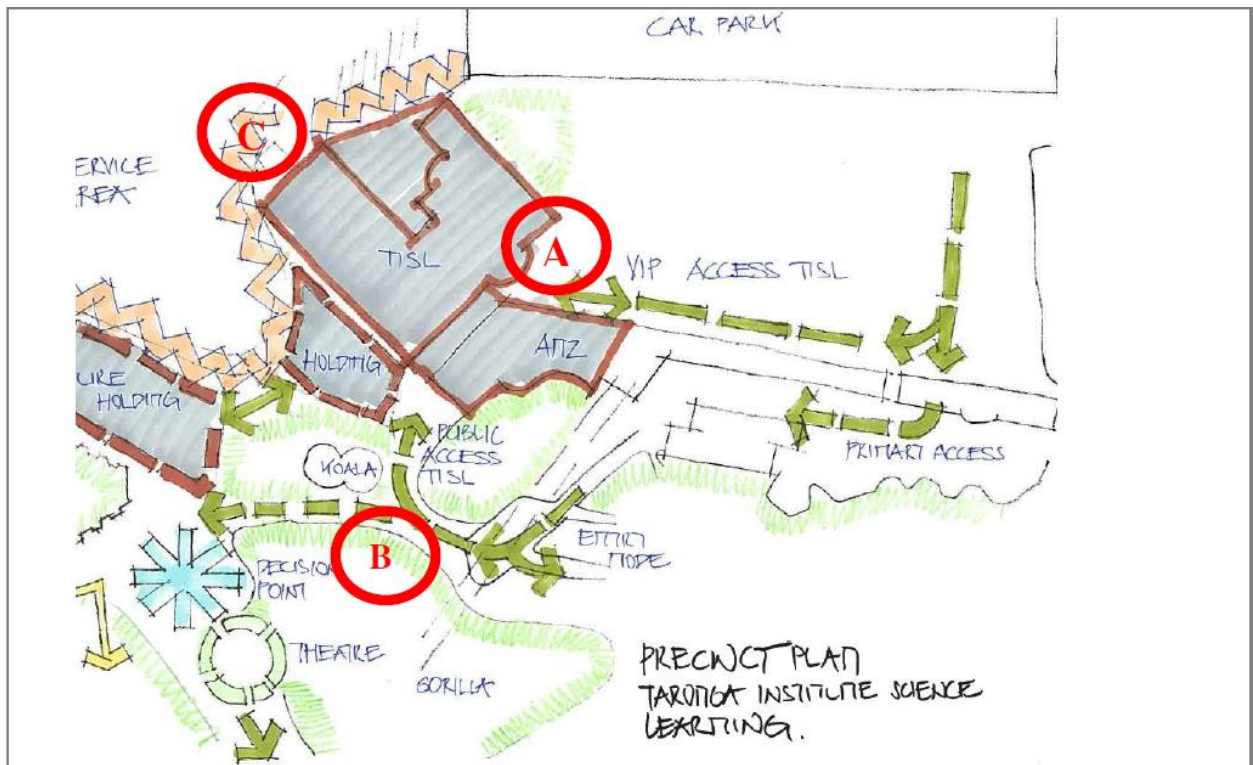 CAR PARK
C
ERVICE
REA
A
TISL
VIP ACCESS TISL
ANZ
HOLDING
URE
HOLDING
PUBLIC
ACCESS
TISL
KOALA
PRIMARY ACCESS
B
ENTRY
NODE
DECISION
POINT
THEATRE
GORILLA
PRECINCT PLAN
TARONGA INSTITUTE SCIENCE
LEARNING.